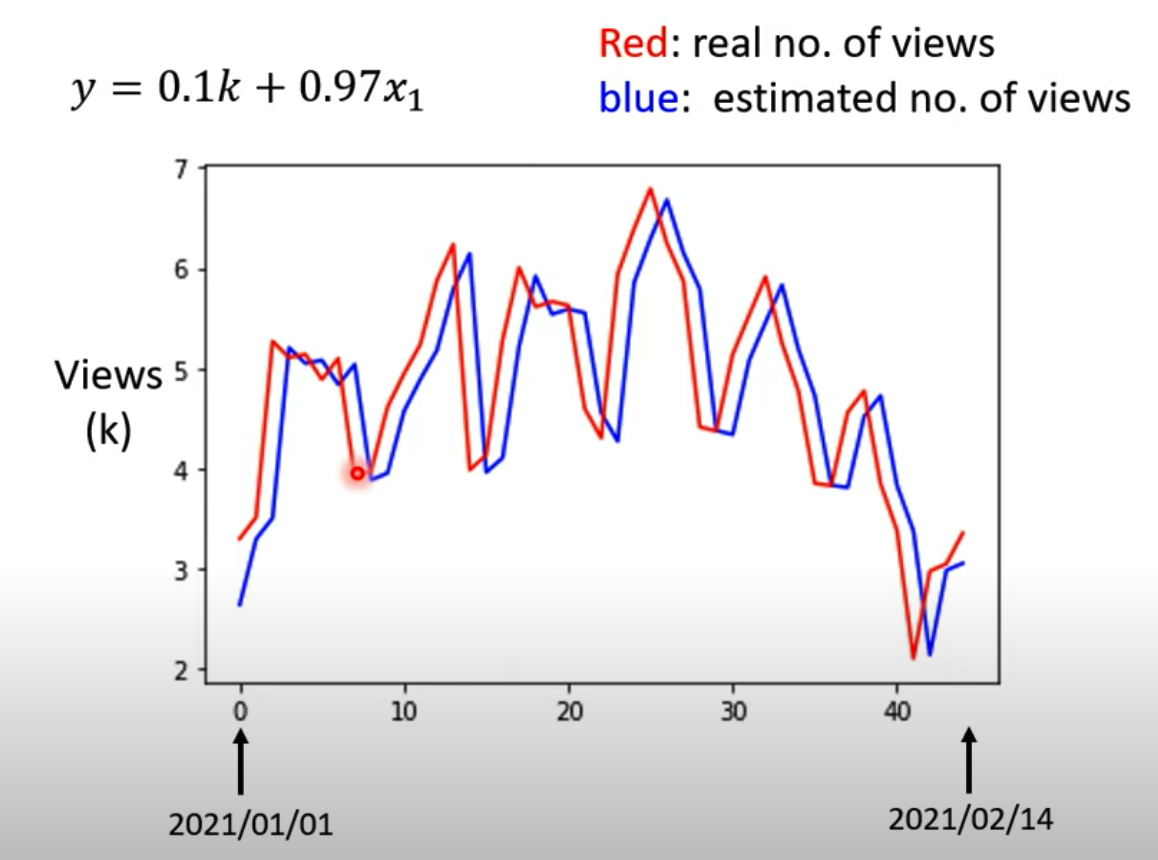 y = 0.1k + 0.97x₁
Red: real no. of views
blue: estimated no. of views
Views
(k)
7
6
5
4
3
2
0 10 20 30 40
2021/01/01
2021/02/14